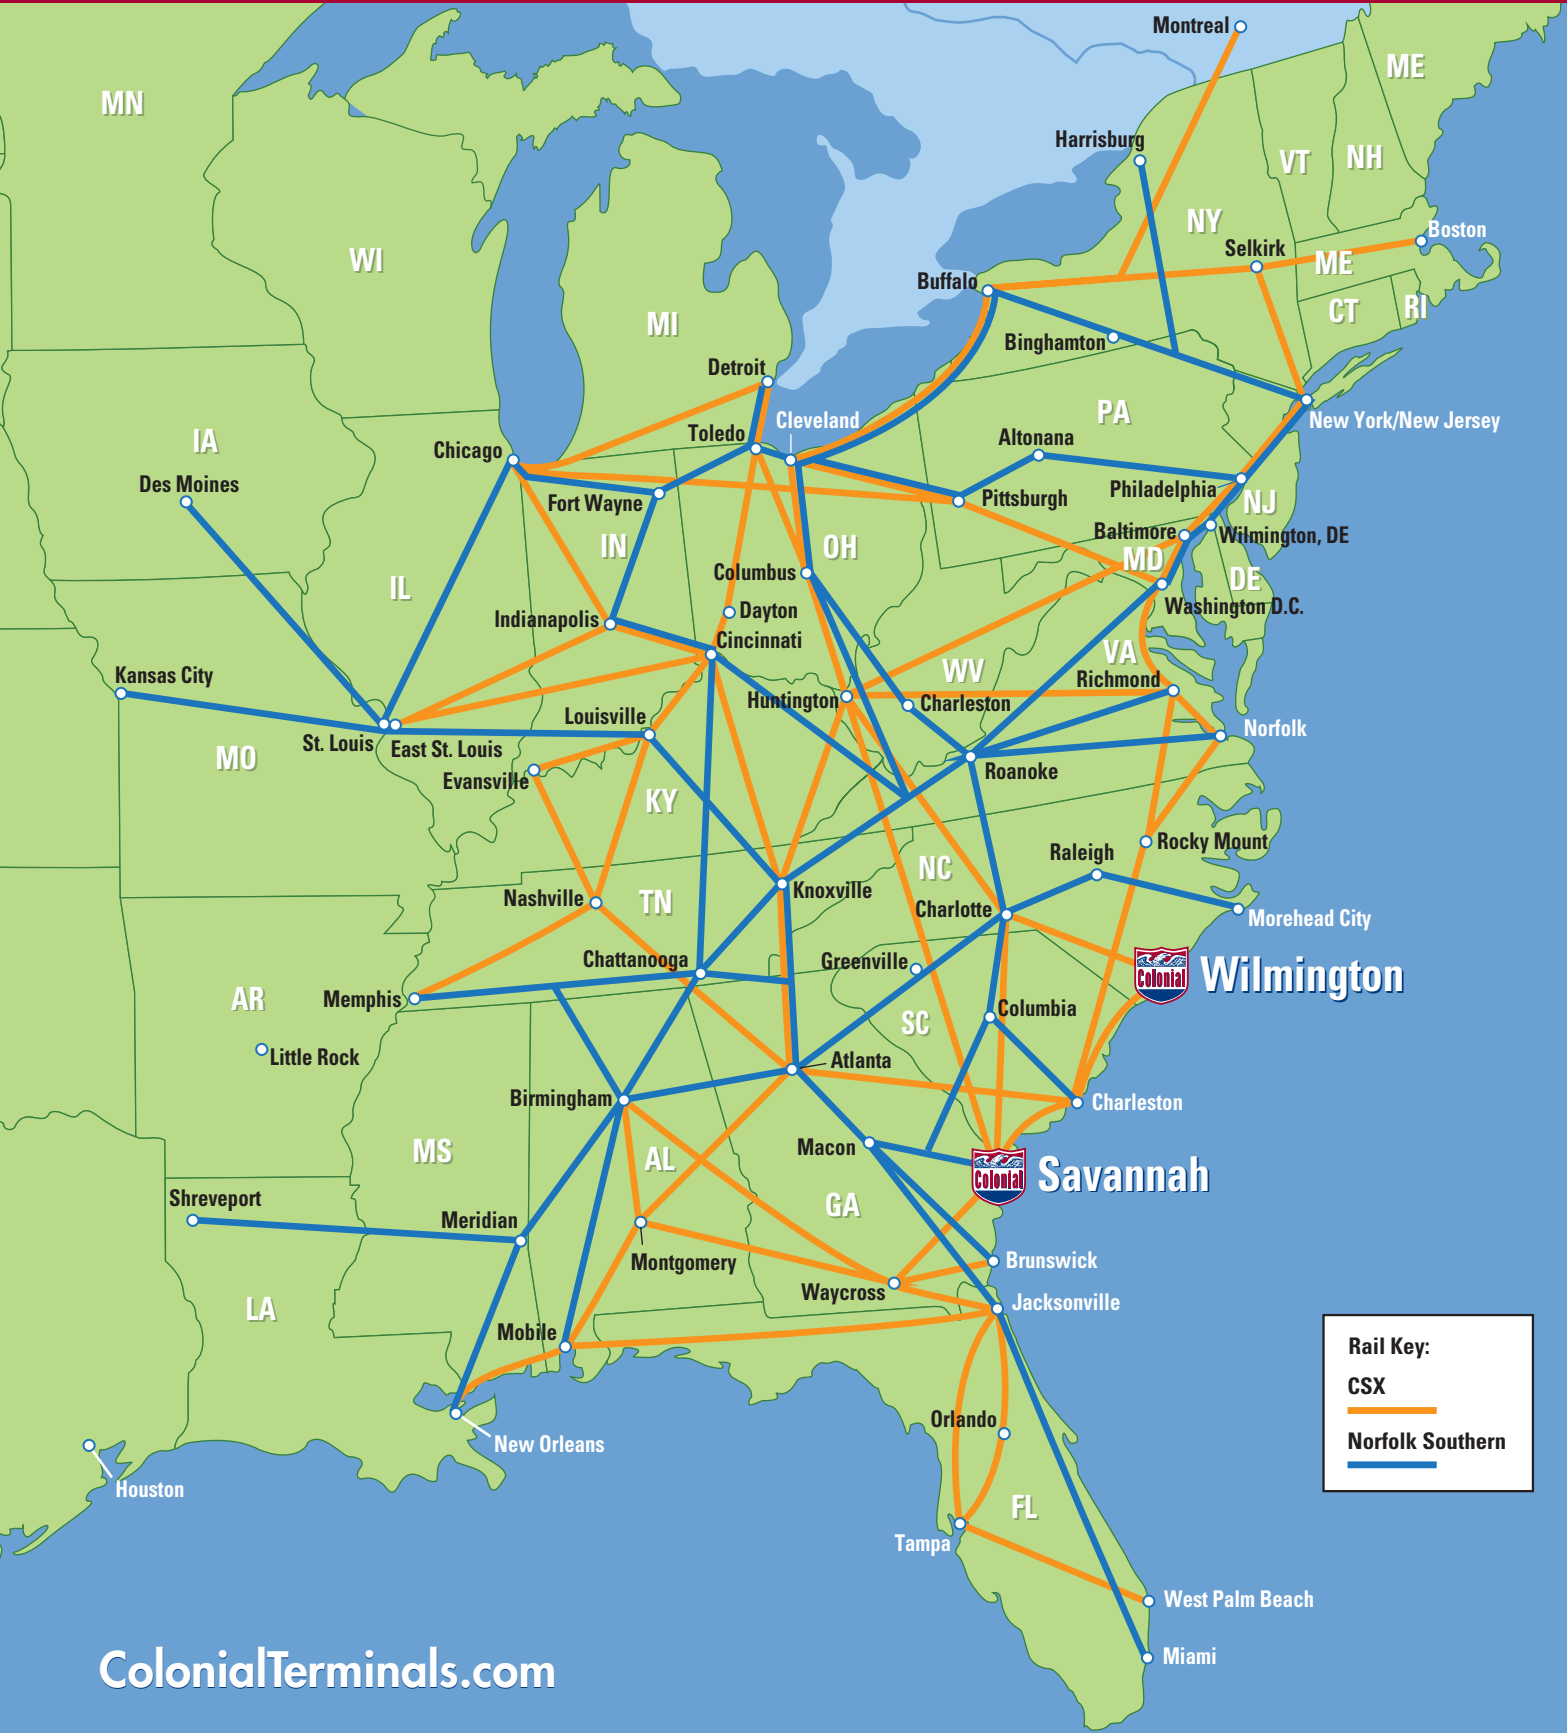 Montreal
ME
MN
Harrisburg
VT
NH
NY
Boston
WI
Selkirk
ME
Buffalo
CT
RI
MI
Binghamton
Detroit
PA
Cleveland
New York/New Jersey
Toledo
Altonana
IA
Chicago
Des Moines
Fort Wayne
Pittsburgh
Philadelphia
NJ
IN
OH
Baltimore
Wilmington, DE
MD
Columbus
DE
IL
Dayton
Washington D.C.
Indianapolis
Cincinnati
VA
WV
Kansas City
Richmond
Huntington
Charleston
Louisville
Norfolk
St. Louis
East St. Louis
MO
Roanoke
Evansville
KY
Rocky Mount
Raleigh
NC
Nashville
TN
Knoxville
Charlotte
Morehead City
Chattanooga
Greenville
Colonial
Wilmington
AR
Memphis
Columbia
SC
Little Rock
Atlanta
Birmingham
Charleston
MS
AL
Macon
Colonial
Savannah
Shreveport
GA
Meridian
Montgomery
Brunswick
Waycross
Jacksonville
LA
Mobile
Rail Key:
CSX
Orlando
New Orleans
Norfolk Southern
Houston
FL
Tampa
West Palm Beach
Miami
ColonialTerminals.com